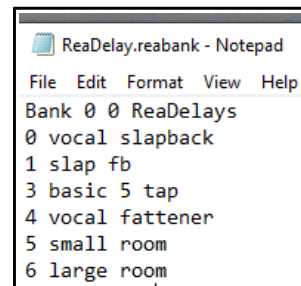 ReaDelay.reabank - Notepad
File Edit Format View Help
Bank 0 0 ReaDelays
0 vocal slapback
1 slap fb
3 basic 5 tap
4 vocal fattener
5 small room
6 large room